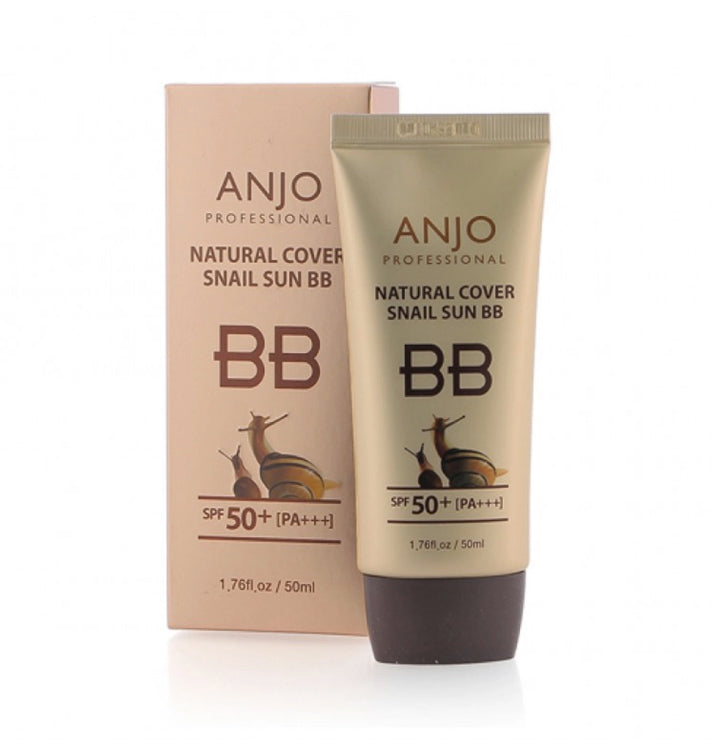 ANJO
PROFESSIONAL
NATURAL COVER
SNAIL SUN BB
BB
SPF 50+ [PA+++]
1.76fl.oz / 50ml
ANJO
PROFESSIONAL
NATURAL COVER
SNAIL SUN BB
BB
SPF 50+ [PA+++]
1.76fl.oz / 50ml